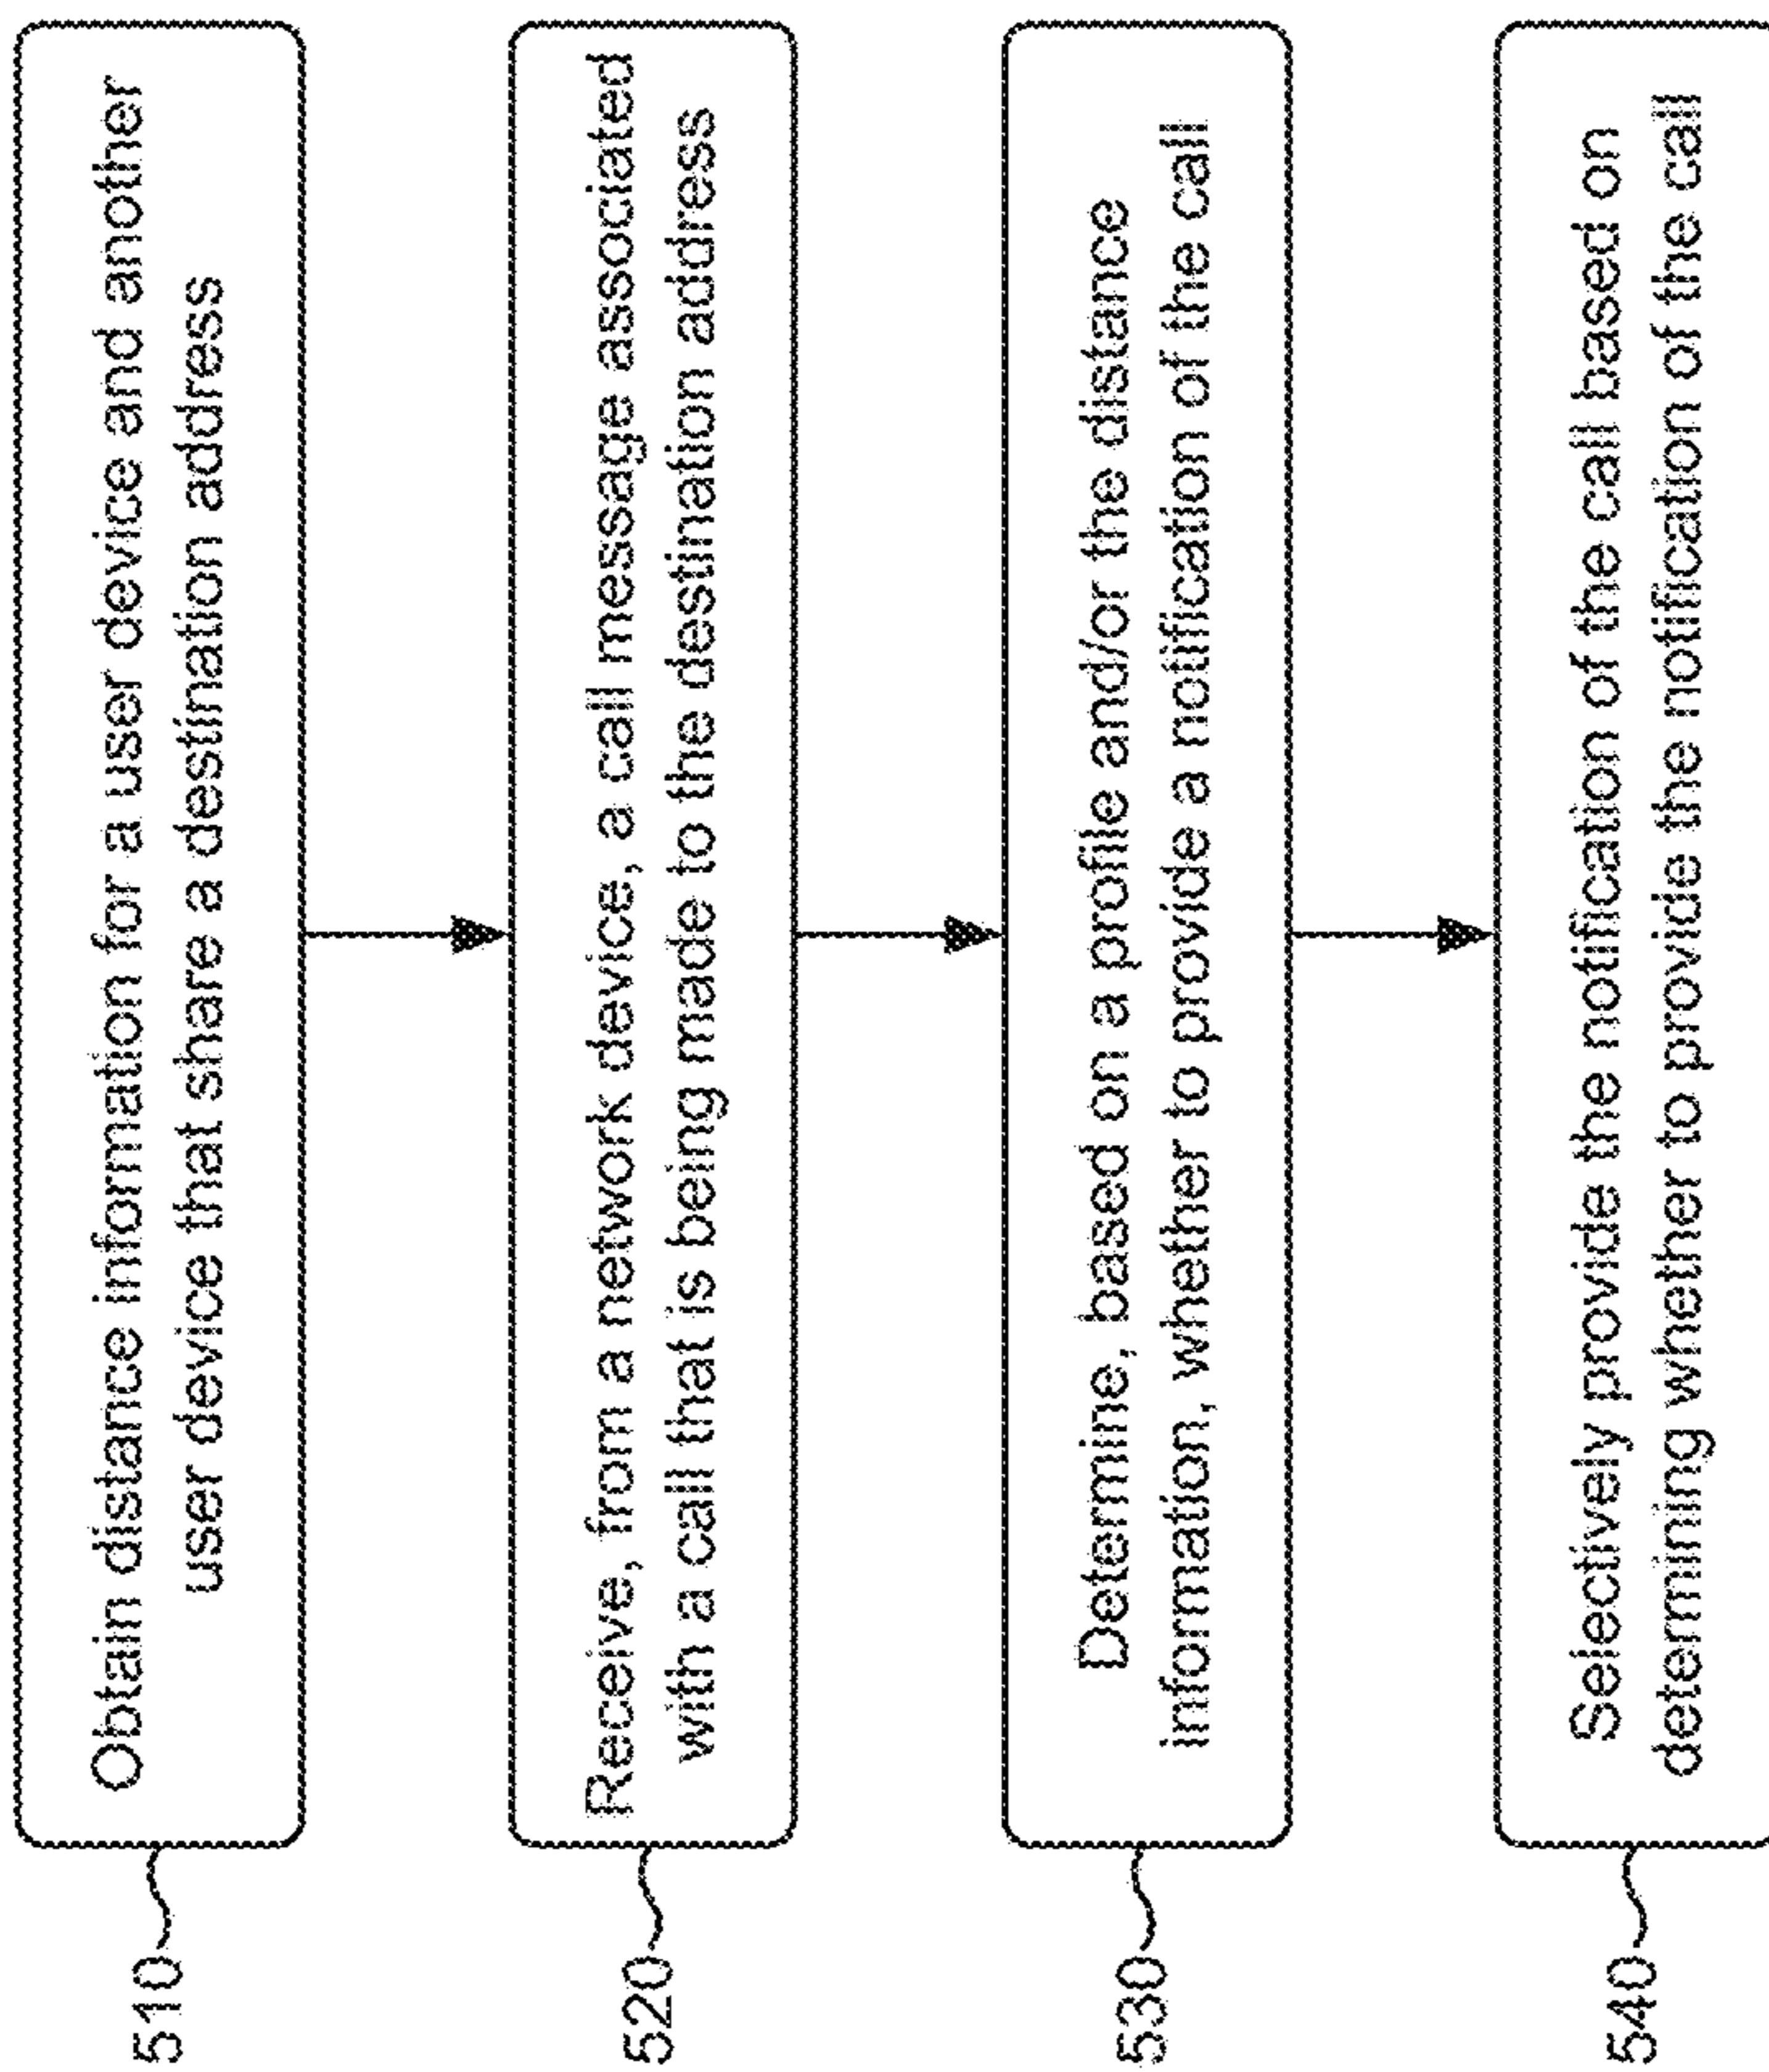 510
Obtain distance information for a user device and another
user device that share a destination address
520
Receive, from a network device, a call message associated
with a call that is being made to the destination address
530
Determine, based on a profile and/or the distance
information, whether to provide a notification of the call
540
Selectively provide the notification of the call based on
determining whether to provide the notification of the call